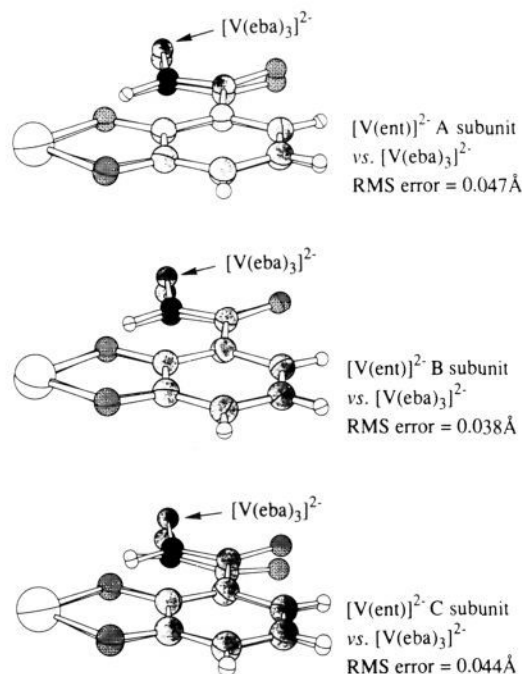 [V(eba)₃]²⁻
[V(ent)]²⁻ A subunit
vs. [V(eba)₃]²⁻
RMS error = 0.047Å
[V(eba)₃]²⁻
[V(ent)]²⁻ B subunit
vs. [V(eba)₃]²⁻
RMS error = 0.038Å
[V(eba)₃]²⁻
[V(ent)]²⁻ C subunit
vs. [V(eba)₃]²⁻
RMS error = 0.044Å